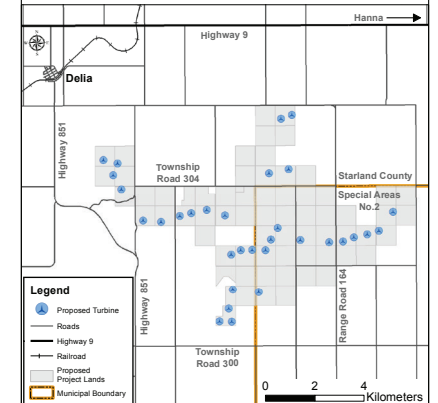 Hanna
Highway 9
N
Delia
Highway 851
Township
Road 304
Starland County
Special Areas
No.2
Range Road 164
Highway 851
Legend
Proposed Turbine
Roads
Highway 9
Railroad
Proposed
Project Lands
Municipal Boundary
Township
Road 300
0 2 4
Kilometers